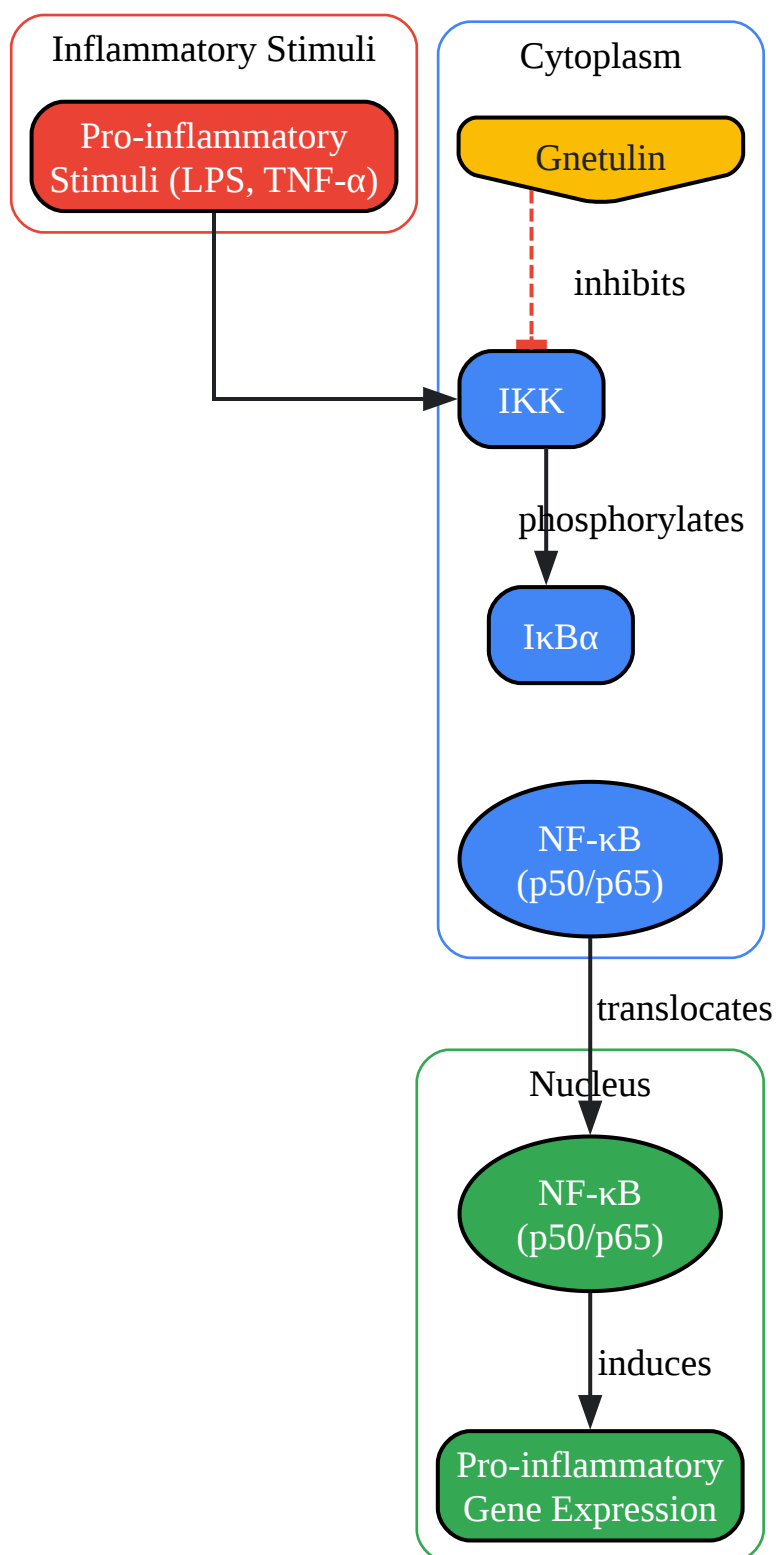 Inflammatory Stimuli
Pro-inflammatory
Stimuli (LPS, TNF-α)
Cytoplasm
Gnetulin
inhibits
IKK
phosphorylates
IκBα
NF-κB
(p50/p65)
translocates
Nucleus
NF-κB
(p50/p65)
induces
Pro-inflammatory
Gene Expression